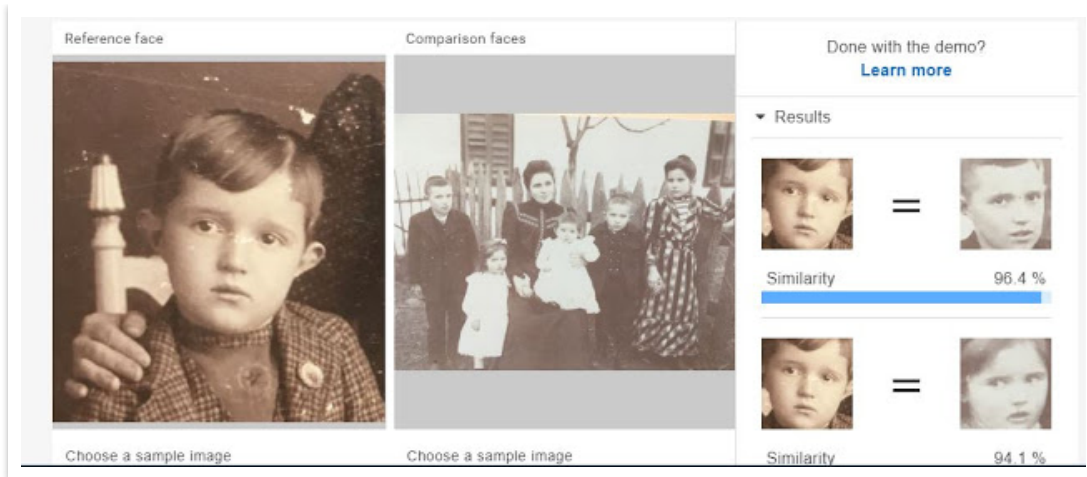 Reference face
Comparison faces
Choose a sample image
Choose a sample image
Done with the demo?
Learn more
Results
=
Similarity 96.4 %
=
Similarity 94.1 %